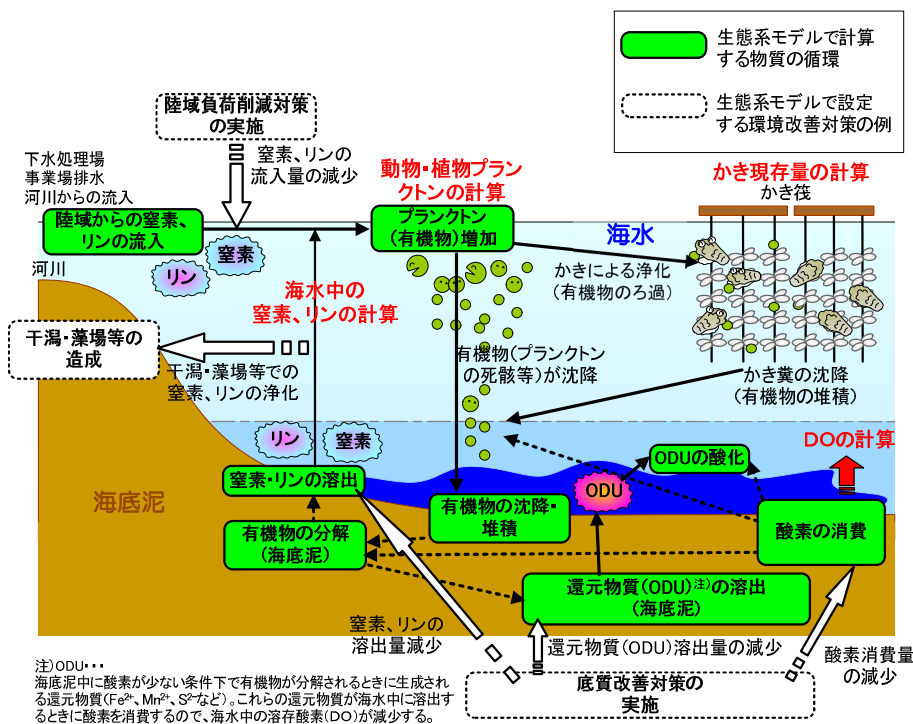 生態系モデルで計算
する物質の循環
生態系モデルで設定
する環境改善対策の例
陸域負荷削減対策
の実施
下水処理場
事業場排水
河川からの流入
窒素、リンの
流入量の減少
動物・植物プラン
クトンの計算
かき現存量の計算
かき筏
陸域からの窒素、
リンの流入
プランクトン
(有機物)増加
海水
窒素
リン
河川
かきによる浄化
(有機物のろ過)
海水中の
窒素、リンの計算
干潟・藻場等の
造成
干潟・藻場等での
窒素、リンの浄化
有機物(プランクトン
の死骸等)が沈降
かき糞の沈降
(有機物の堆積)
リン
窒素
DOの計算
ODUの酸化
窒素・リンの溶出
ODU
海底泥
有機物の沈降・
堆積
酸素の消費
有機物の分解
(海底泥)
還元物質(ODU)注)の溶出
(海底泥)
窒素、リンの
溶出量減少
還元物質(ODU)溶出量の減少
酸素消費量
の減少
底質改善対策の
実施
注)ODU・・・
海底泥中に酸素が少ない条件下で有機物が分解されるときに生成され
る還元物質(Fe²⁺、Mn²⁺、S²⁻など)。これらの還元物質が海水中に溶出す
るときに酸素を消費するので、海水中の溶存酸素(DO)が減少する。